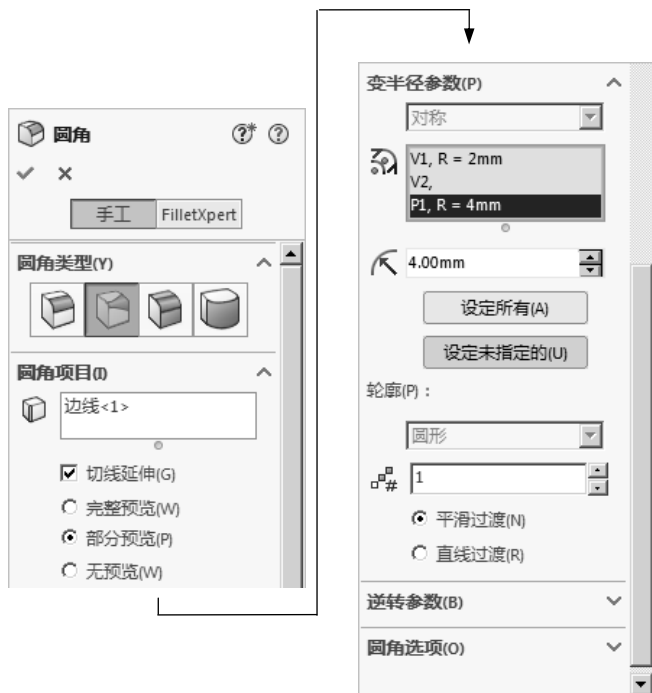 圆角
手工 FilletXpert
圆角类型(Y)
圆角项目(I)
边线<1>
切线延伸(G)
完整预览(W)
部分预览(P)
无预览(W)
变半径参数(P)
对称
V1, R = 2mm
V2,
P1, R = 4mm
4.00mm
设定所有(A)
设定未指定的(U)
轮廓(P)：
圆形
1
平滑过渡(N)
直线过渡(R)
逆转参数(B)
圆角选项(O)